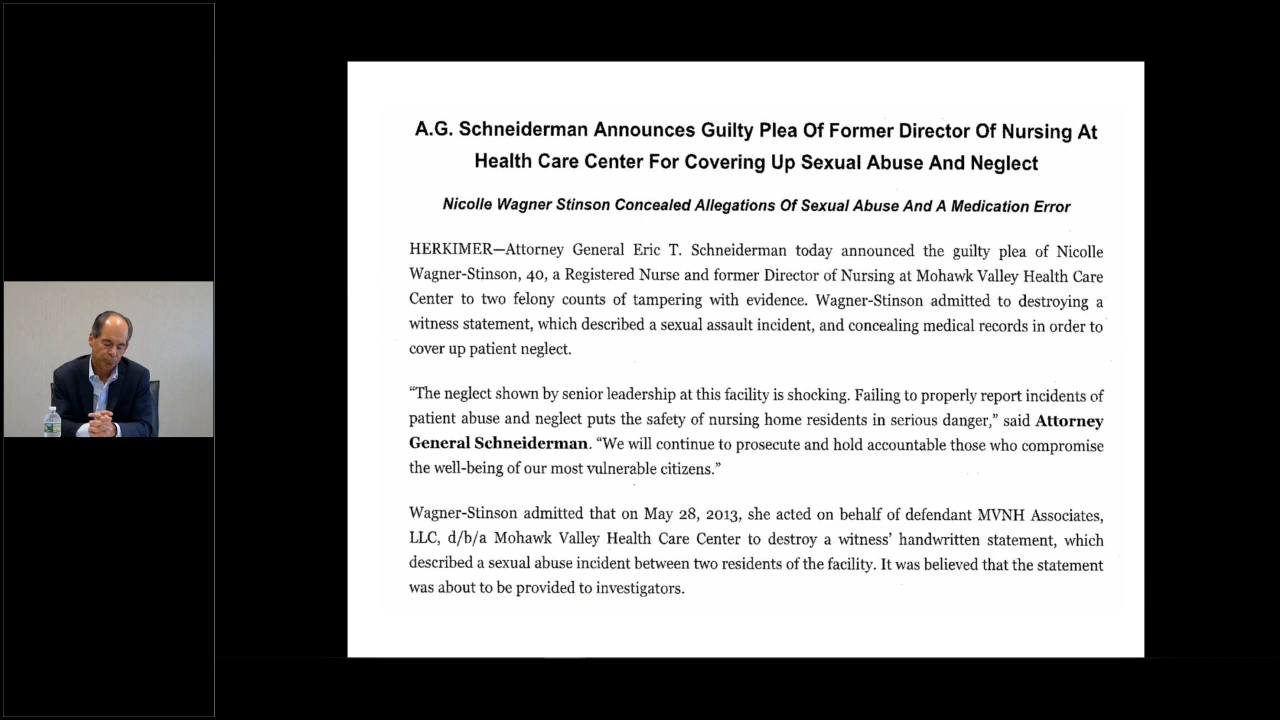 A.G. Schneiderman Announces Guilty Plea Of Former Director Of Nursing At
Health Care Center For Covering Up Sexual Abuse And Neglect
Nicolle Wagner Stinson Concealed Allegations Of Sexual Abuse And A Medication Error
HERKIMER—Attorney General Eric T. Schneiderman today announced the guilty plea of Nicolle
Wagner-Stinson, 40, a Registered Nurse and former Director of Nursing at Mohawk Valley Health Care
Center to two felony counts of tampering with evidence. Wagner-Stinson admitted to destroying a
witness statement, which described a sexual assault incident, and concealing medical records in order to
cover up patient neglect.
“The neglect shown by senior leadership at this facility is shocking. Failing to properly report incidents of
patient abuse and neglect puts the safety of nursing home residents in serious danger,” said Attorney
General Schneiderman. “We will continue to prosecute and hold accountable those who compromise
the well-being of our most vulnerable citizens.”
Wagner-Stinson admitted that on May 28, 2013, she acted on behalf of defendant MVNH Associates,
LLC, d/b/a Mohawk Valley Health Care Center to destroy a witness’ handwritten statement, which
described a sexual abuse incident between two residents of the facility. It was believed that the statement
was about to be provided to investigators.